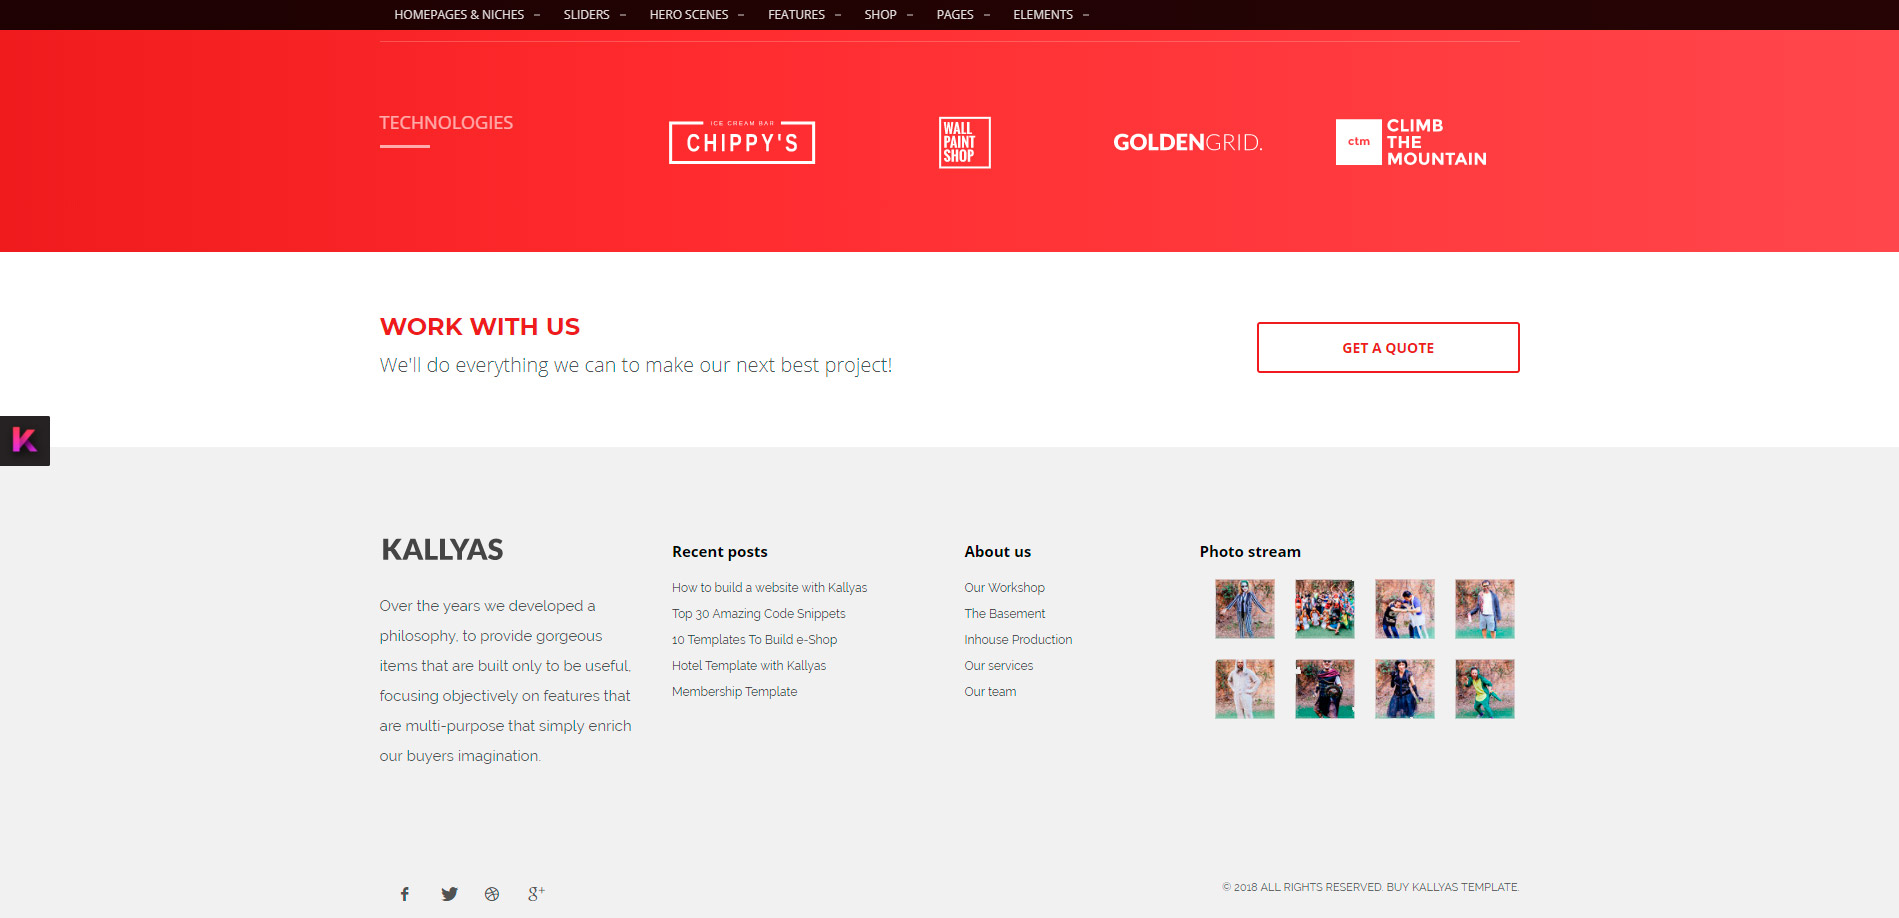 HOMEPAGES & NICHES
SLIDERS
HERO SCENES
FEATURES
SHOP
PAGES
ELEMENTS
TECHNOLOGIES
ICE CREAM BAR
CHIPPY'S
WALL
PAINT
SHOP
GOLDENGRID.
ctm
CLIMB
THE
MOUNTAIN
WORK WITH US
We'll do everything we can to make our next best project!
GET A QUOTE
K
KALLYAS
Over the years we developed a
philosophy, to provide gorgeous
items that are built only to be useful,
focusing objectively on features that
are multi-purpose that simply enrich
our buyers imagination.
Recent posts
How to build a website with Kallyas
Top 30 Amazing Code Snippets
10 Templates To Build e-Shop
Hotel Template with Kallyas
Membership Template
About us
Our Workshop
The Basement
Inhouse Production
Our services
Our team
Photo stream
© 2018 ALL RIGHTS RESERVED. BUY KALLYAS TEMPLATE.